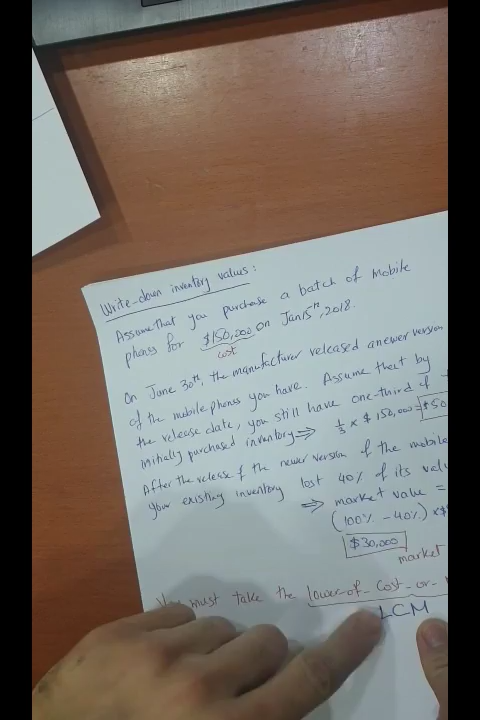 Write-down inventory values:
Assume that you purchase a batch of mobile
phones for $150,000 on Jan 15th, 2018.
cost
On June 30th, the manufacturer released a newer version
of the mobile phones you have. Assume that by
the release date, you still have one-third of
initially purchased inventory ⇒ 1/3 × $150,000 = $50
After the release of the newer version of the mobile
your existing inventory lost 40% of its
⇒ market value =
(100% - 40%) ×
$30,000
market
must take the lower-of-cost-or-
LCM